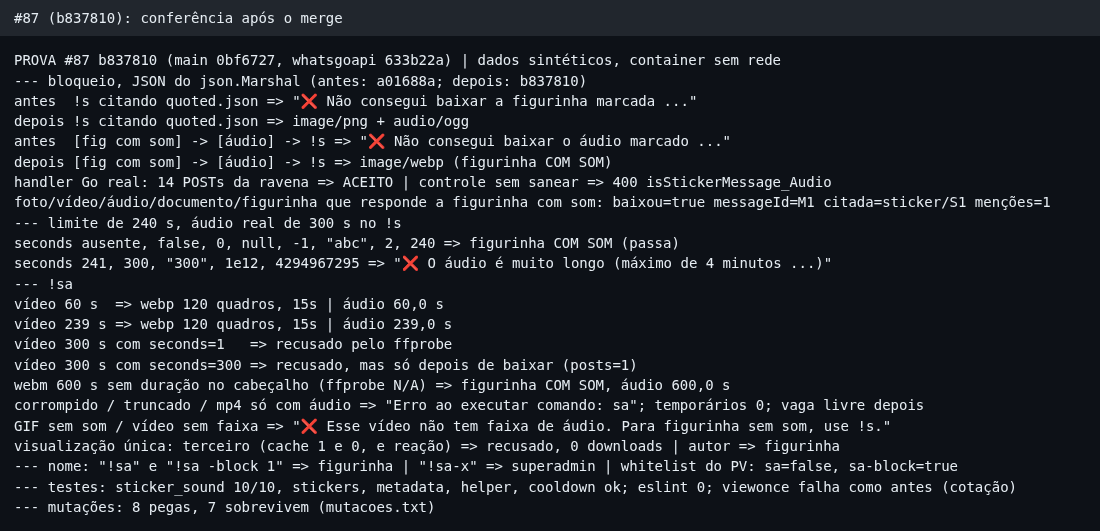 #87 (b837810): conferência após o merge
PROVA #87 b837810 (main 0bf6727, whatsgoapi 633b22a) | dados sintéticos, container sem rede
--- bloqueio, JSON do json.Marshal (antes: a01688a; depois: b837810)
antes  !s citando quoted.json => "❌ Não consegui baixar a figurinha marcada ..."
depois !s citando quoted.json => image/png + audio/ogg
antes  [fig com som] -> [áudio] -> !s => "❌ Não consegui baixar o áudio marcado ..."
depois [fig com som] -> [áudio] -> !s => image/webp (figurinha COM SOM)
handler Go real: 14 POSTs da ravena => ACEITO | controle sem sanear => 400 isStickerMessage_Audio
foto/vídeo/áudio/documento/figurinha que responde a figurinha com som: baixou=true messageId=M1 citada=sticker/S1 menções=1
--- limite de 240 s, áudio real de 300 s no !s
seconds ausente, false, 0, null, -1, "abc", 2, 240 => figurinha COM SOM (passa)
seconds 241, 300, "300", 1e12, 4294967295 => "❌ O áudio é muito longo (máximo de 4 minutos ...)"
--- !sa
vídeo 60 s  => webp 120 quadros, 15s | áudio 60,0 s
vídeo 239 s => webp 120 quadros, 15s | áudio 239,0 s
vídeo 300 s com seconds=1   => recusado pelo ffprobe
vídeo 300 s com seconds=300 => recusado, mas só depois de baixar (posts=1)
webm 600 s sem duração no cabeçalho (ffprobe N/A) => figurinha COM SOM, áudio 600,0 s
corrompido / truncado / mp4 só com áudio => "Erro ao executar comando: sa"; temporários 0; vaga livre depois
GIF sem som / vídeo sem faixa => "❌ Esse vídeo não tem faixa de áudio. Para figurinha sem som, use !s."
visualização única: terceiro (cache 1 e 0, e reação) => recusado, 0 downloads | autor => figurinha
--- nome: "!sa" e "!sa -block 1" => figurinha | "!sa-x" => superadmin | whitelist do PV: sa=false, sa-block=true
--- testes: sticker_sound 10/10, stickers, metadata, helper, cooldown ok; eslint 0; viewonce falha como antes (cotação)
--- mutações: 8 pegas, 7 sobrevivem (mutacoes.txt)